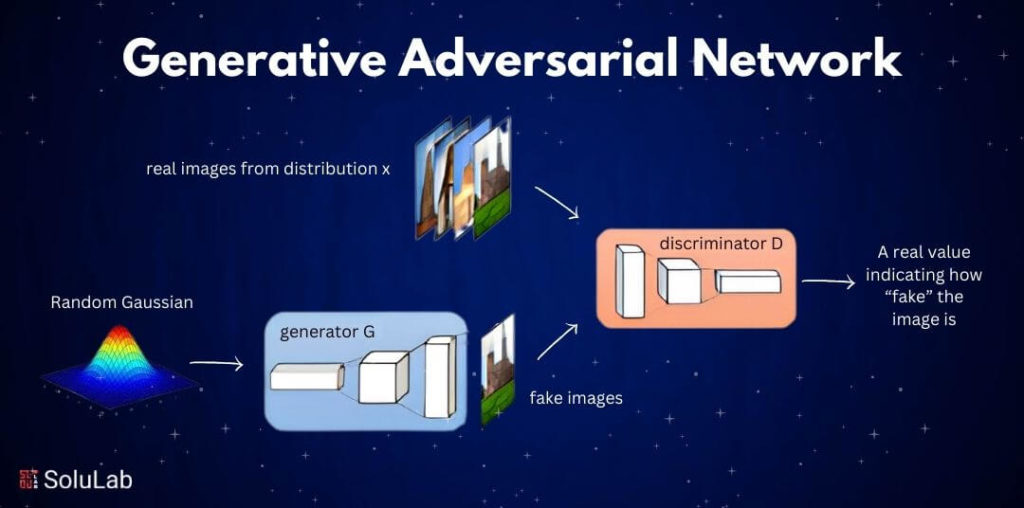 Generative Adversarial Network
real images from distribution x
discriminator D
A real value
indicating how
“fake” the
image is
Random Gaussian
generator G
fake images
SoluLab